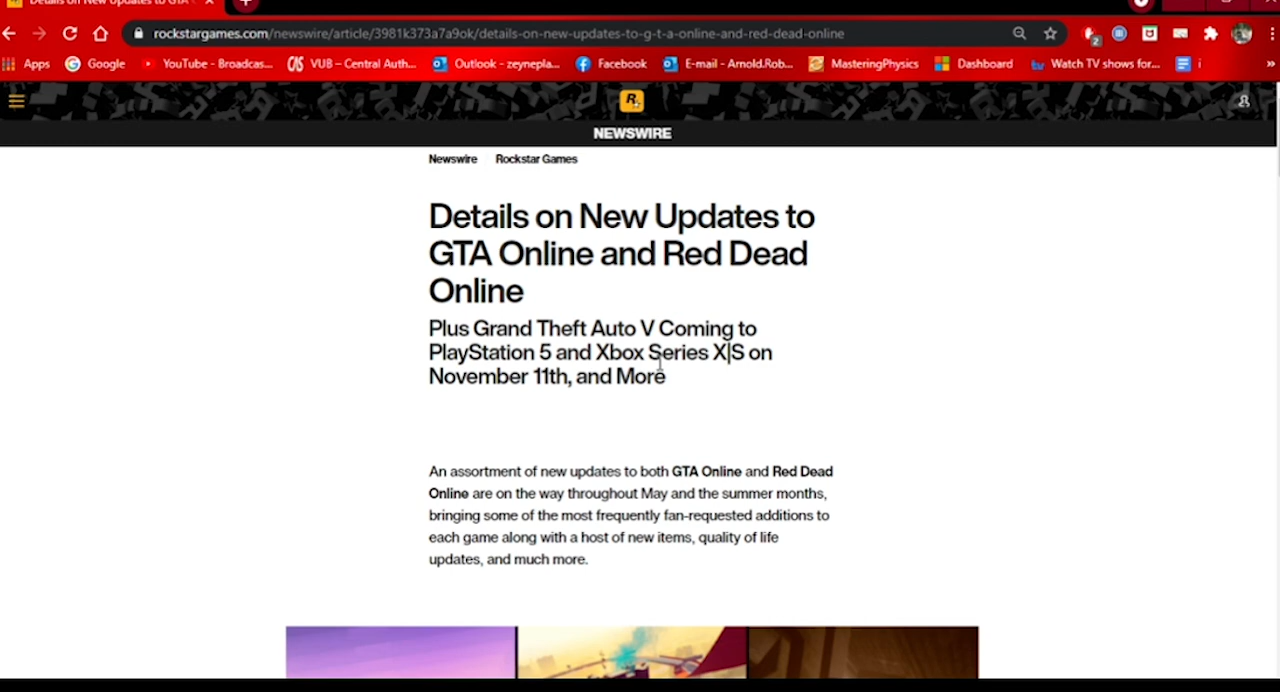 Details on New Updates to GTA
rockstargames.com/newswire/article/3981k373a7a9ok/details-on-new-updates-to-g-t-a-online-and-red-dead-online
2
Apps Google YouTube - Broadcas... VUB – Central Auth... Outlook - zeynepla... Facebook E-mail - Arnold.Rob... MasteringPhysics Dashboard Watch TV shows for... i »
R
NEWSWIRE
Newswire Rockstar Games
Details on New Updates to
GTA Online and Red Dead
Online
Plus Grand Theft Auto V Coming to
PlayStation 5 and Xbox Series X|S on
November 11th, and More
An assortment of new updates to both GTA Online and Red Dead
Online are on the way throughout May and the summer months,
bringing some of the most frequently fan-requested additions to
each game along with a host of new items, quality of life
updates, and much more.